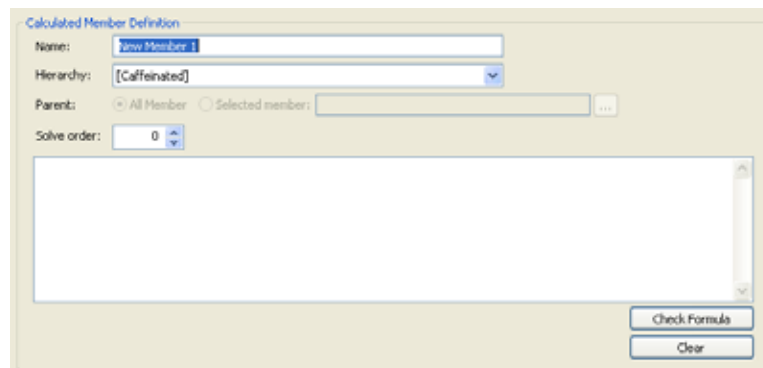 Calculated Member Definition
Name: New Member 1
Hierarchy: [Caffeinated]
Parent: All Member Selected member: ...
Solve order: 0
Check Formula
Clear